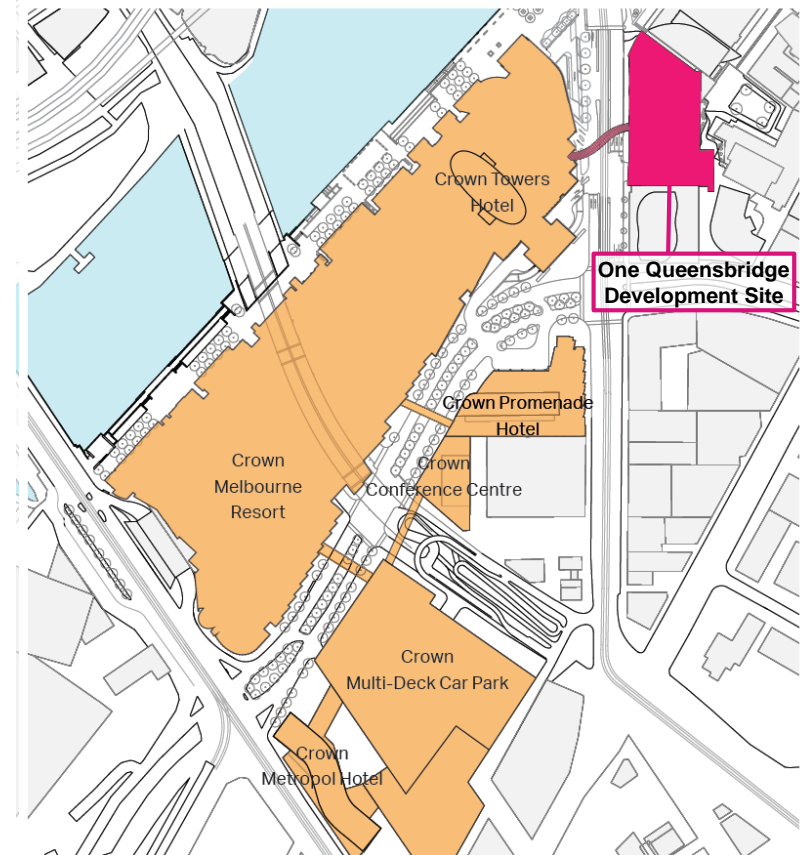 Crown Towers
Hotel
One Queensbridge
Development Site
Crown Promenade
Hotel
Crown
Conference Centre
Crown
Melbourne
Resort
Crown
Multi-Deck Car Park
Crown
Metropol Hotel